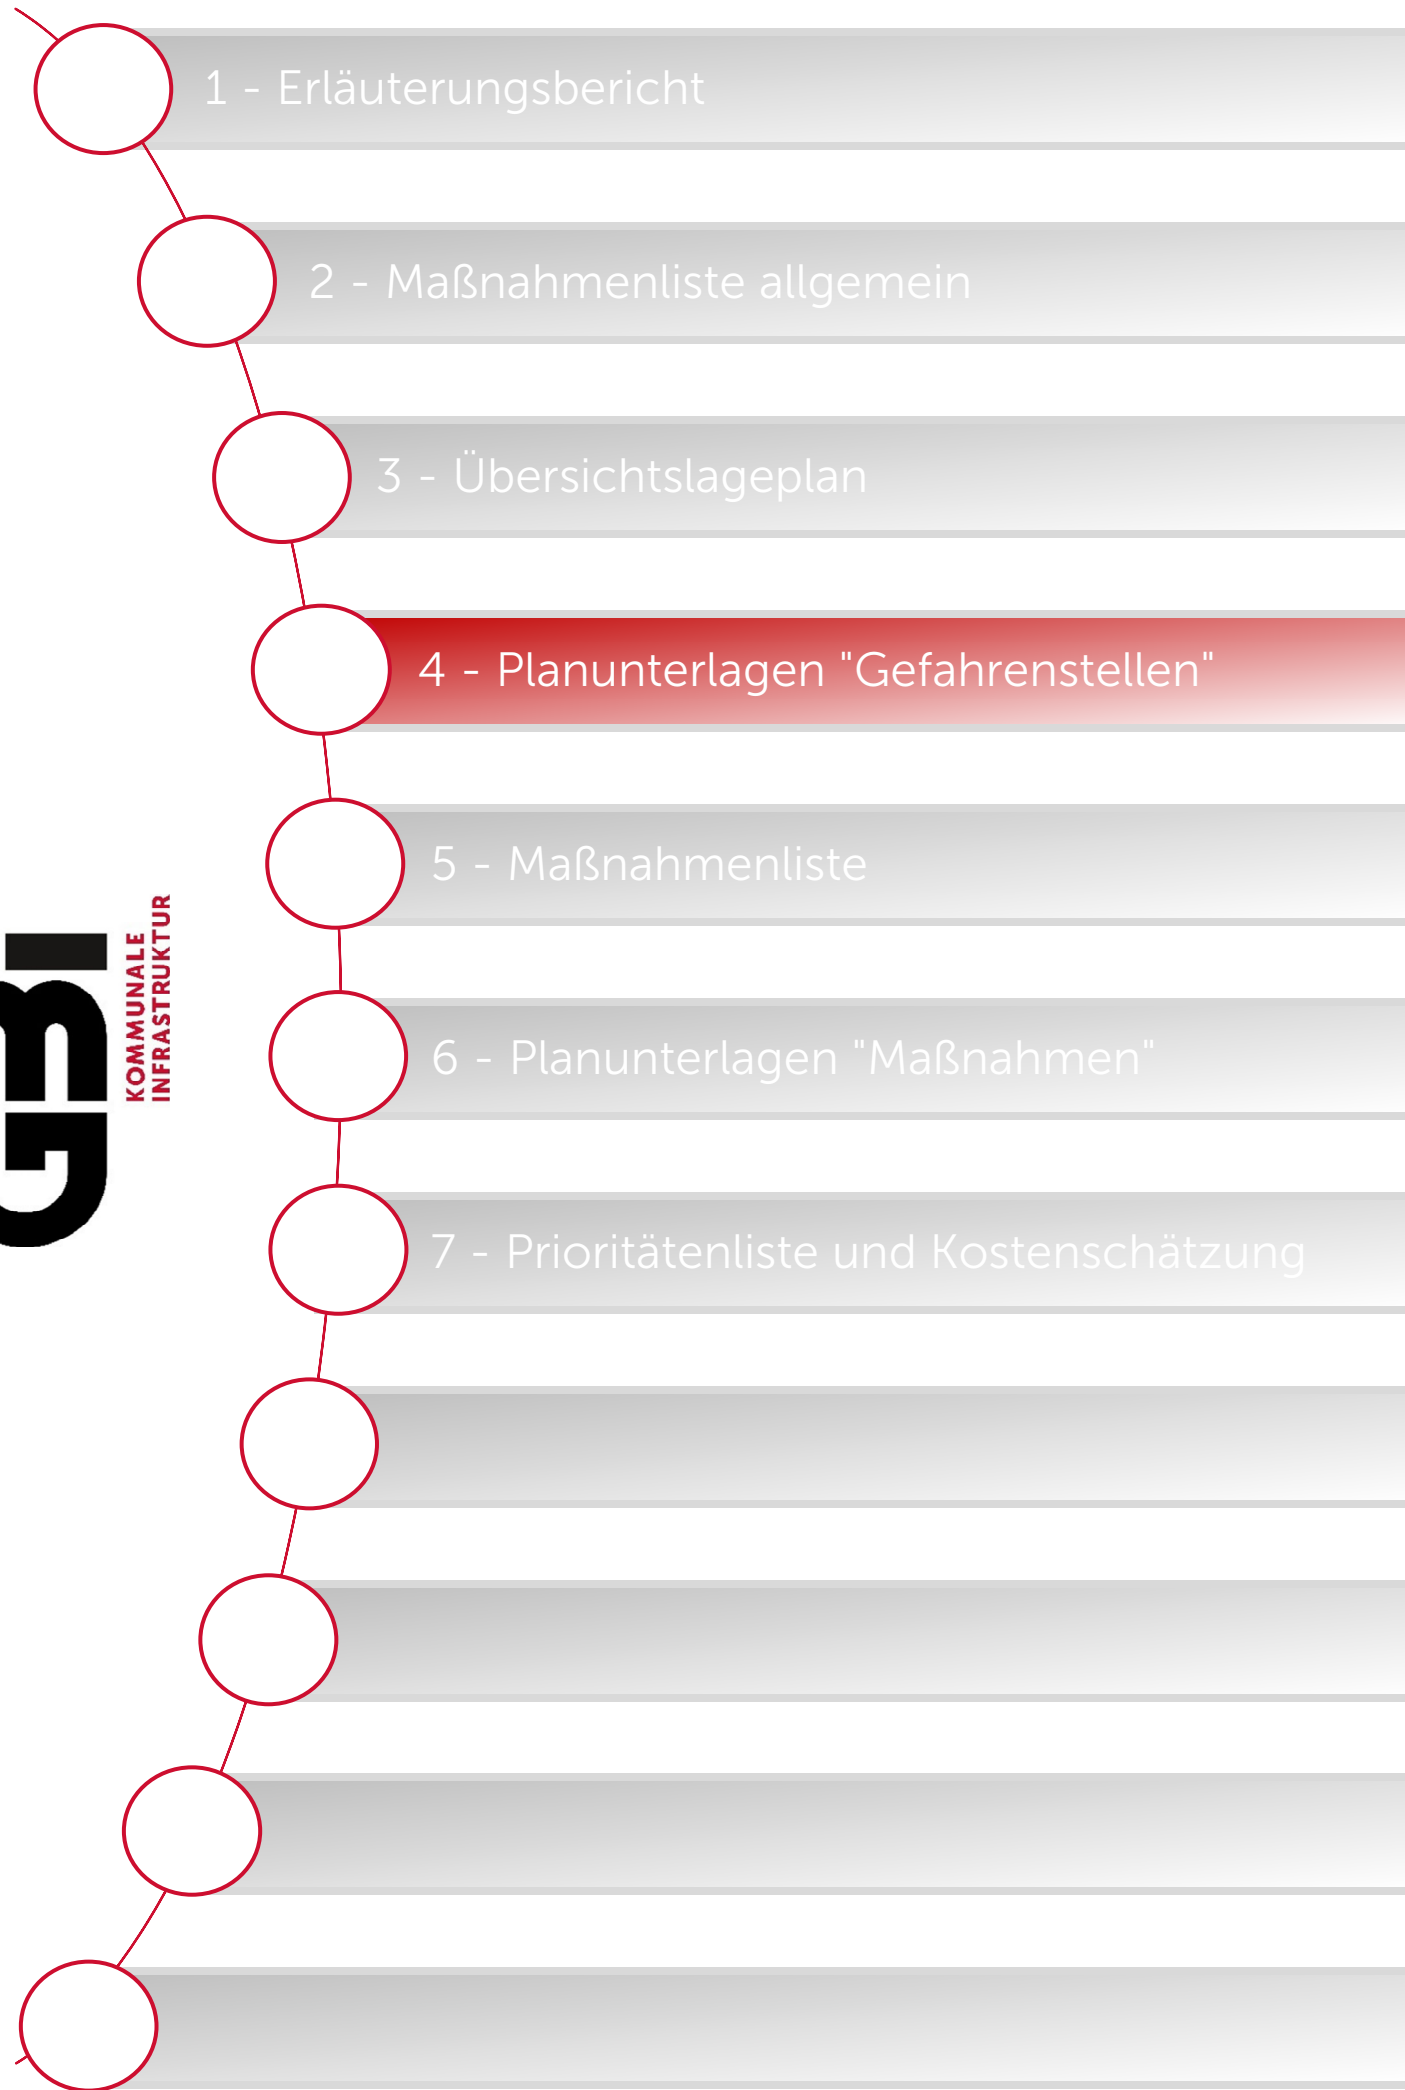 1 - Erläuterungsbericht
2 - Maßnahmenliste allgemein
3 - Übersichtslageplan
4 - Planunterlagen "Gefahrenstellen"
5 - Maßnahmenliste
KOMMUNALE
INFRASTRUKTUR
6 - Planunterlagen "Maßnahmen"
7 - Prioritätenliste und Kostenschätzung